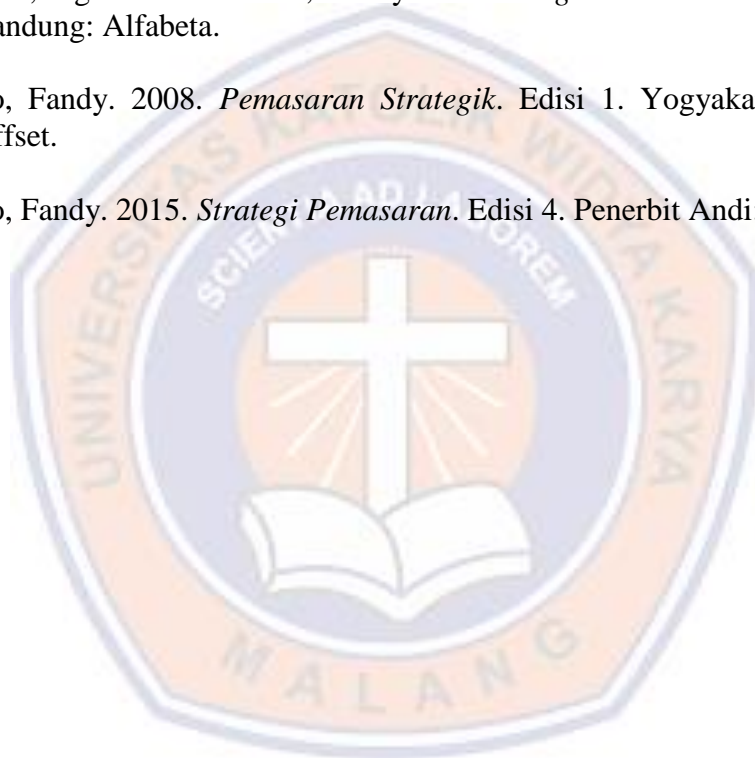 andung: Alfabeta.
o, Fandy. 2008. Pemasaran Strategik. Edisi 1. Yogyaka
ffset.
o, Fandy. 2015. Strategi Pemasaran. Edisi 4. Penerbit Andi
UNIVERSITAS KATOLIK WIDYA KARYA
SCIENTIA AD LABOREM
MALANG